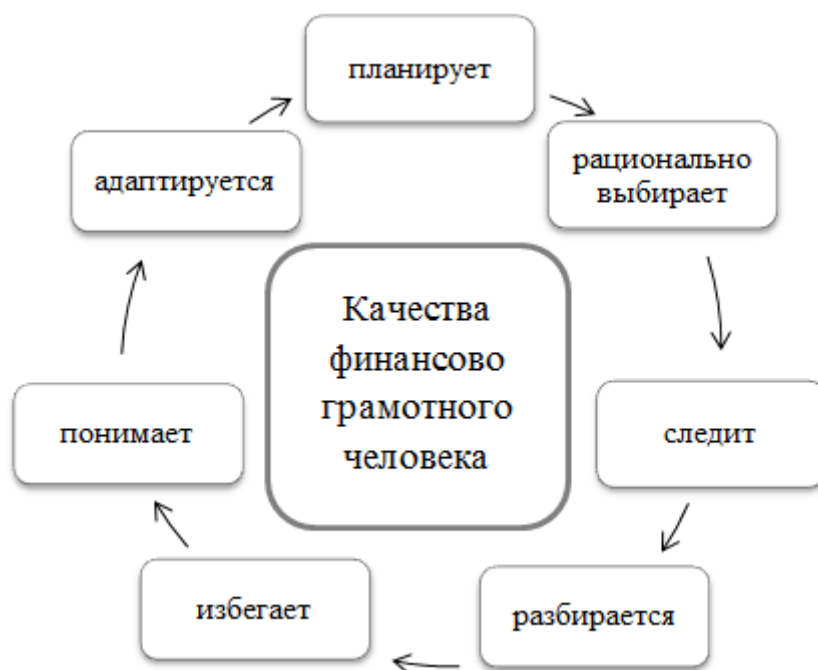 планирует
рационально
выбирает
следит
разбирается
избегает
понимает
адаптируется
Качества
финансово
грамотного
человека